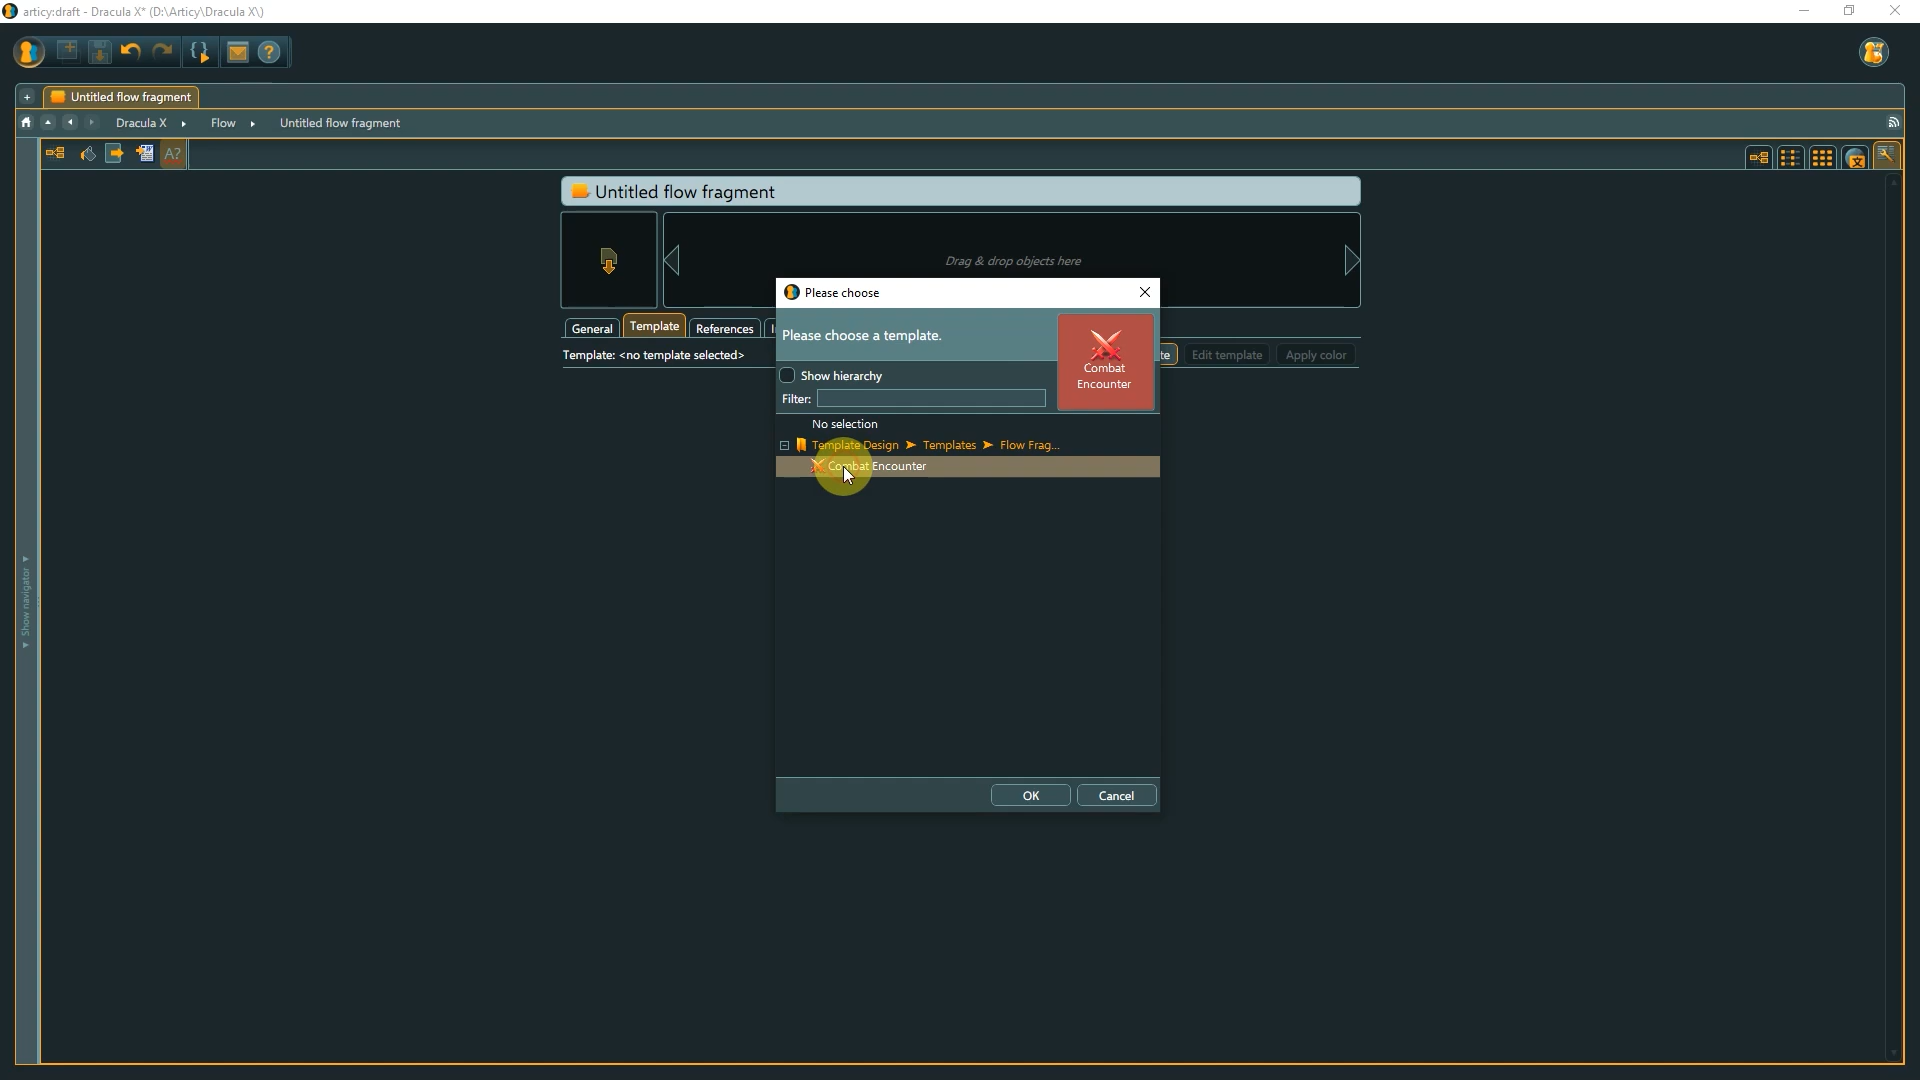 articy:draft - Dracula X* (D:\Articy\Dracula X\)
Untitled flow fragment
Dracula X
Flow
Untitled flow fragment
A?
Untitled flow fragment
Drag & drop objects here
Please choose
General
Template
References
Please choose a template.
Combat
Encounter
Template: <no template selected>
te
Edit template
Apply color
Show hierarchy
Filter:
No selection
Template Design
Templates
Flow Frag...
Combat Encounter
Show navigator
OK
Cancel